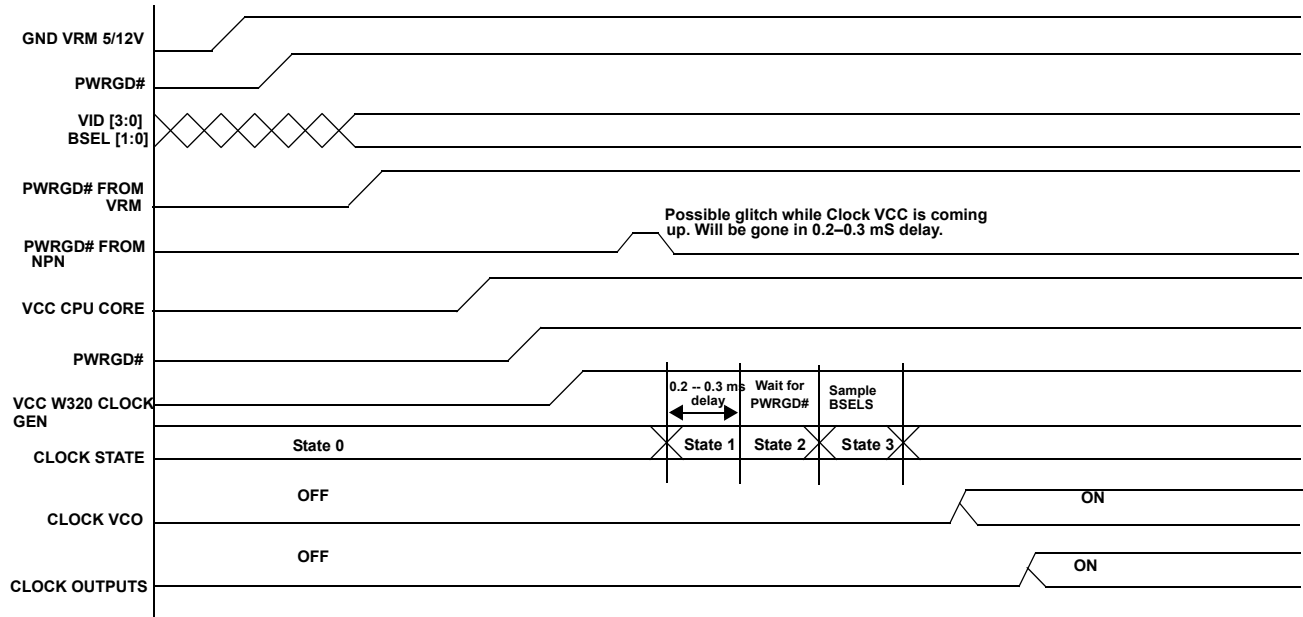 GND VRM 5/12V
PWRGD#
VID [3:0]
BSEL [1:0]
PWRGD# FROM
VRM
Possible glitch while Clock VCC is coming
up. Will be gone in 0.2–0.3 mS delay.
PWRGD# FROM
NPN
VCC CPU CORE
PWRGD#
0.2 -- 0.3 ms
delay
Wait for
PWRGD#
Sample
BSELS
VCC W320 CLOCK
GEN
CLOCK STATE
State 0
State 1
State 2
State 3
OFF
ON
CLOCK VCO
OFF
ON
CLOCK OUTPUTS